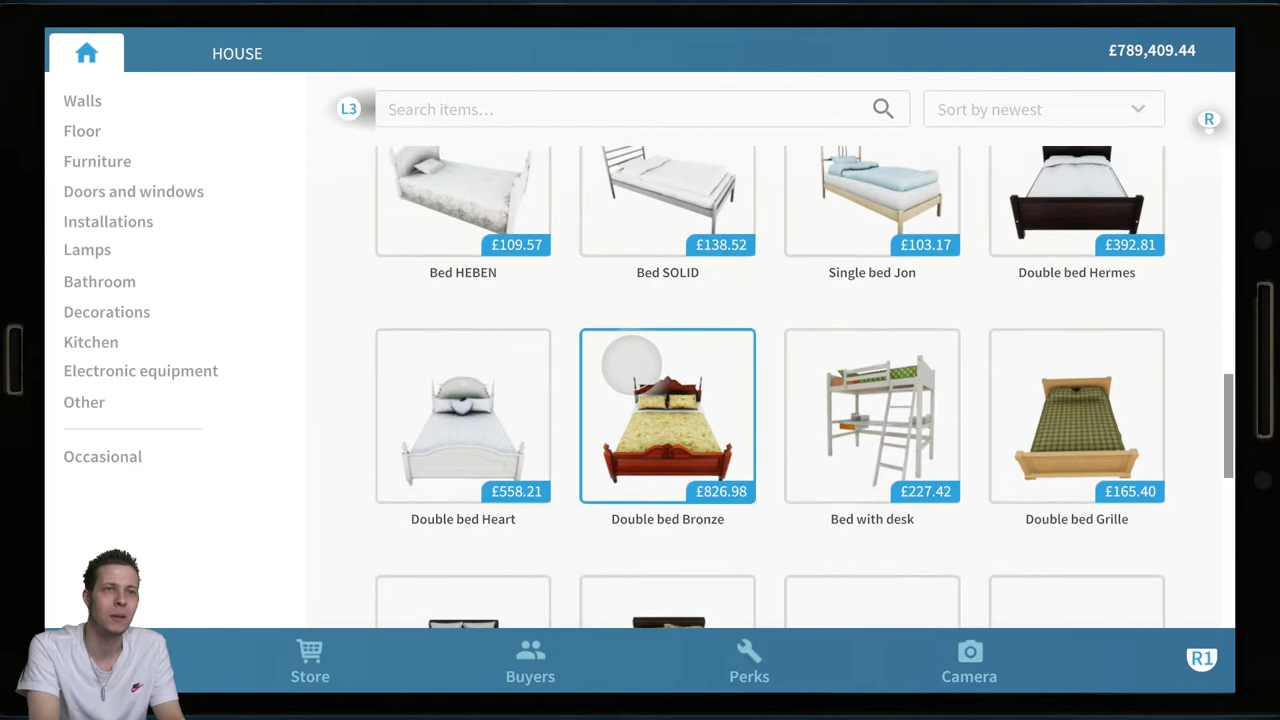 HOUSE
£789,409.44
Walls
Floor
Furniture
Doors and windows
Installations
Lamps
Bathroom
Decorations
Kitchen
Electronic equipment
Other
Occasional
L3
Search items...
Sort by newest
R
£109.57
£138.52
£103.17
£392.81
Bed HEBEN
Bed SOLID
Single bed Jon
Double bed Hermes
£558.21
£826.98
£227.42
£165.40
Double bed Heart
Double bed Bronze
Bed with desk
Double bed Grille
Store
Buyers
Perks
Camera
R1